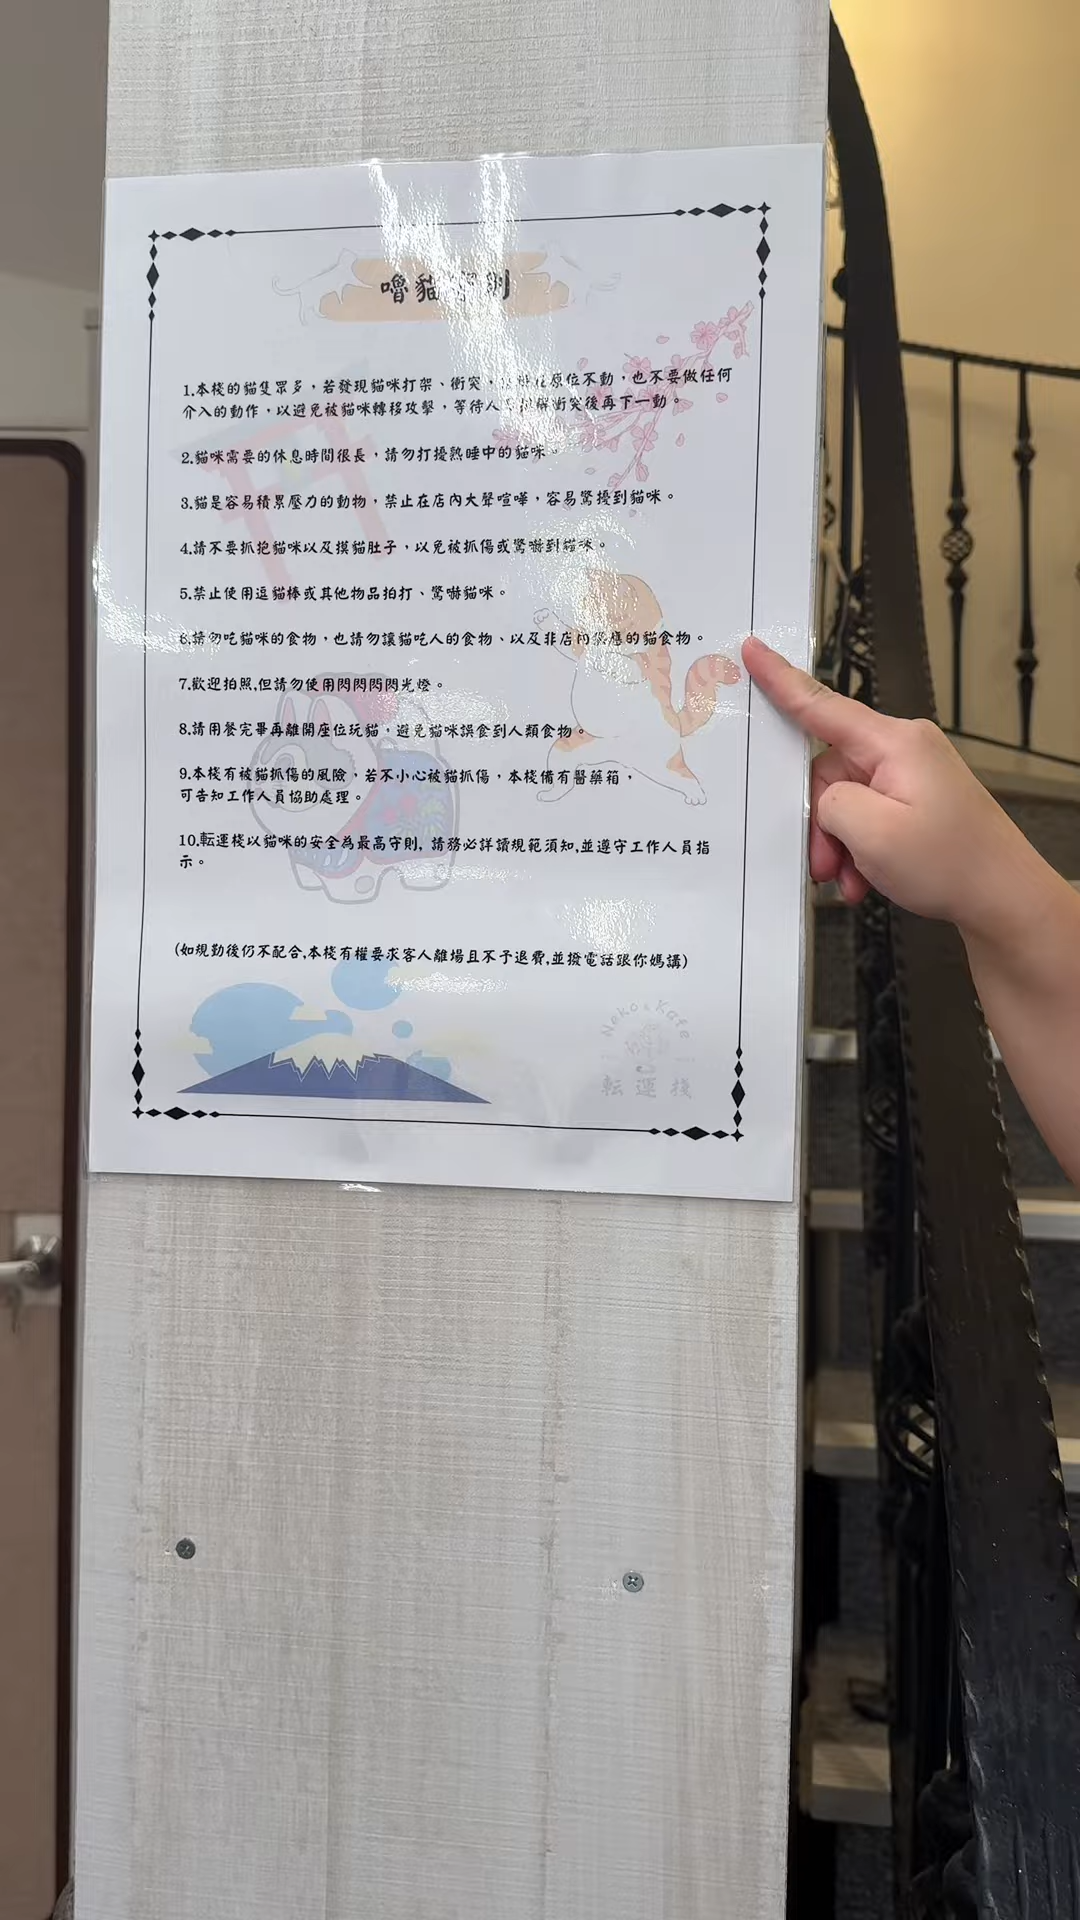 嚕貓守則
1.本棧的貓隻眾多，若發現貓咪打架、衝突，在原位不動，也不要做任何
介入的動作，以避免被貓咪轉移攻擊，等待人員排解衝突後再下一動。
2.貓咪需要的休息時間很長，請勿打擾熟睡中的貓咪。
3.貓是容易積累壓力的動物，禁止在店內大聲喧嘩，容易驚擾到貓咪。
4.請不要抓抱貓咪以及摸貓肚子，以免被抓傷或驚嚇到貓咪。
5.禁止使用逗貓棒或其他物品拍打、驚嚇貓咪。
6.請勿吃貓咪的食物，也請勿讓貓吃人的食物、以及非店內供應的貓食物。
7.歡迎拍照,但請勿使用閃閃閃閃光燈。
8.請用餐完畢再離開座位玩貓，避免貓咪誤食到人類食物。
9.本棧有被貓抓傷的風險，若不小心被貓抓傷，本棧備有醫藥箱，
可告知工作人員協助處理。
10.転運棧以貓咪的安全為最高守則, 請務必詳讀規範須知,並遵守工作人員指
示。
(如規勸後仍不配合,本棧有權要求客人離場且不予退費,並撥電話跟你媽講)
Neko & Kafe
転運棧